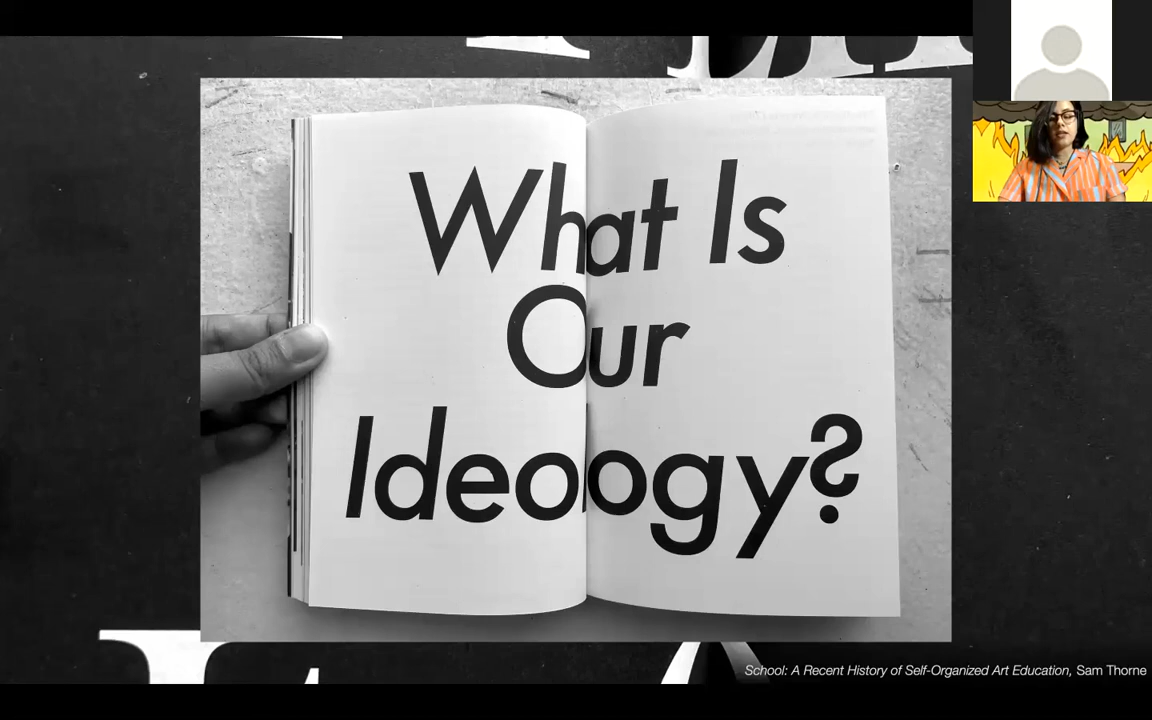 What Is
Our
Ideology?
School: A Recent History of Self-Organized Art Education, Sam Thorne